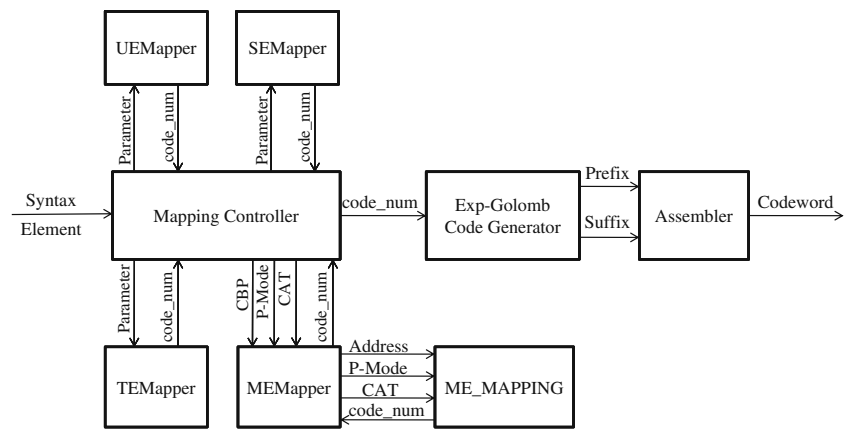 UEMapper
SEMapper
Parameter
code_num
Parameter
code_num
Syntax
Element
Mapping Controller
code_num
Exp-Golomb
Code Generator
Prefix
Suffix
Assembler
Codeword
Parameter
code_num
CBP
P-Mode
CAT
code_num
TEMapper
MEMapper
Address
P-Mode
CAT
code_num
ME_MAPPING